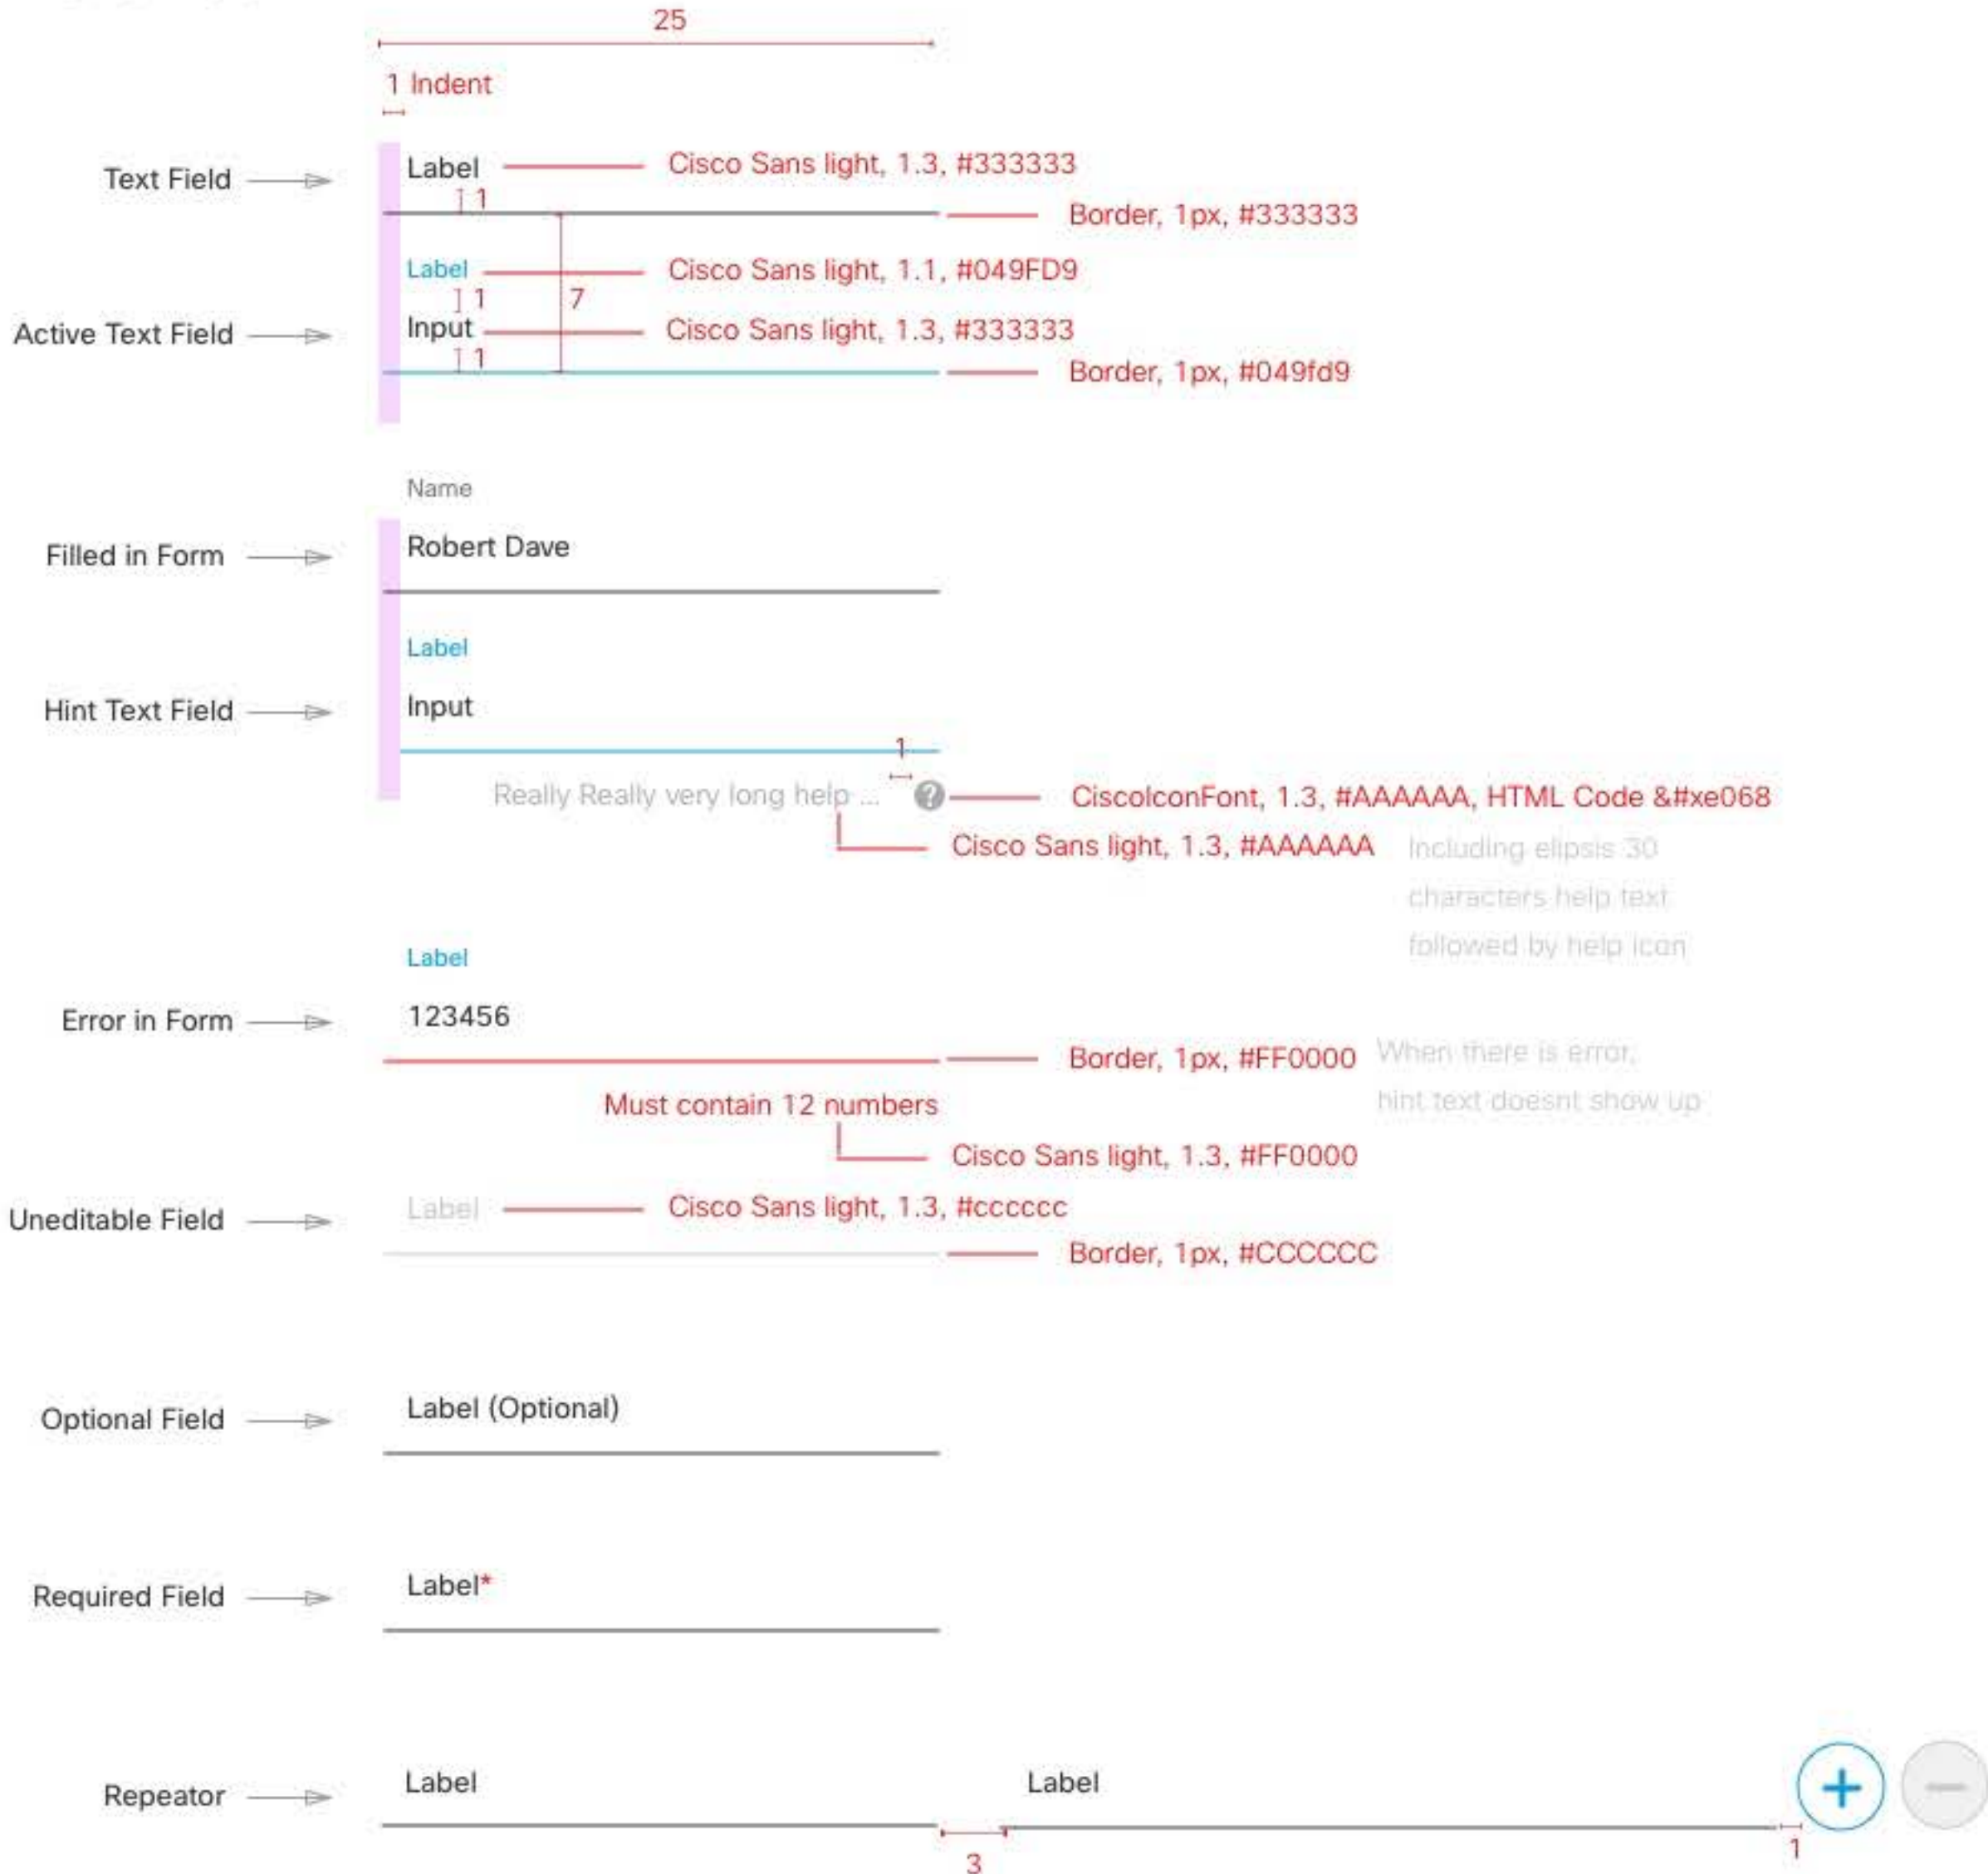 25
1 Indent
Text Field
Label
Cisco Sans light, 1.3, #333333
1
Border, 1px, #333333
Label
Cisco Sans light, 1.1, #049FD9
1
7
Active Text Field
Input
Cisco Sans light, 1.3, #333333
1
Border, 1px, #049fd9
Name
Filled in Form
Robert Dave
Label
Hint Text Field
Input
1
Really Really very long help ...
?
CiscoIconFont, 1.3, #AAAAAA, HTML Code &#xe068
Cisco Sans light, 1.3, #AAAAAA
Including elipsis 30
characters help text
followed by help icon
Label
Error in Form
123456
Border, 1px, #FF0000
When there is error,
hint text doesnt show up
Must contain 12 numbers
Cisco Sans light, 1.3, #FF0000
Uneditable Field
Label
Cisco Sans light, 1.3, #cccccc
Border, 1px, #CCCCCC
Optional Field
Label (Optional)
Required Field
Label*
Repeator
Label
Label
3
1